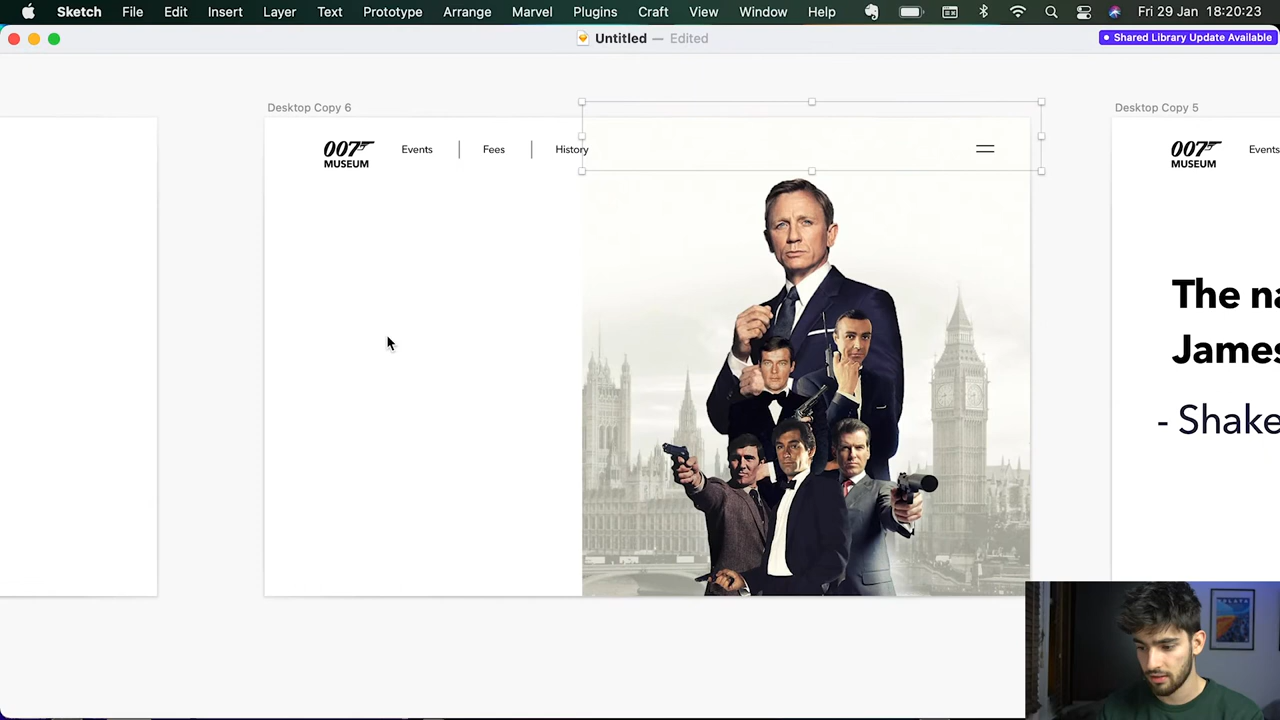 Sketch File Edit Insert Layer Text Prototype Arrange Marvel Plugins Craft View Window Help Fri 29 Jan 18:20:23
Untitled — Edited
Shared Library Update Available
Desktop Copy 6
Desktop Copy 5
007 MUSEUM
Events
Fees
History
007 MUSEUM
Events
The na
James
- Shake